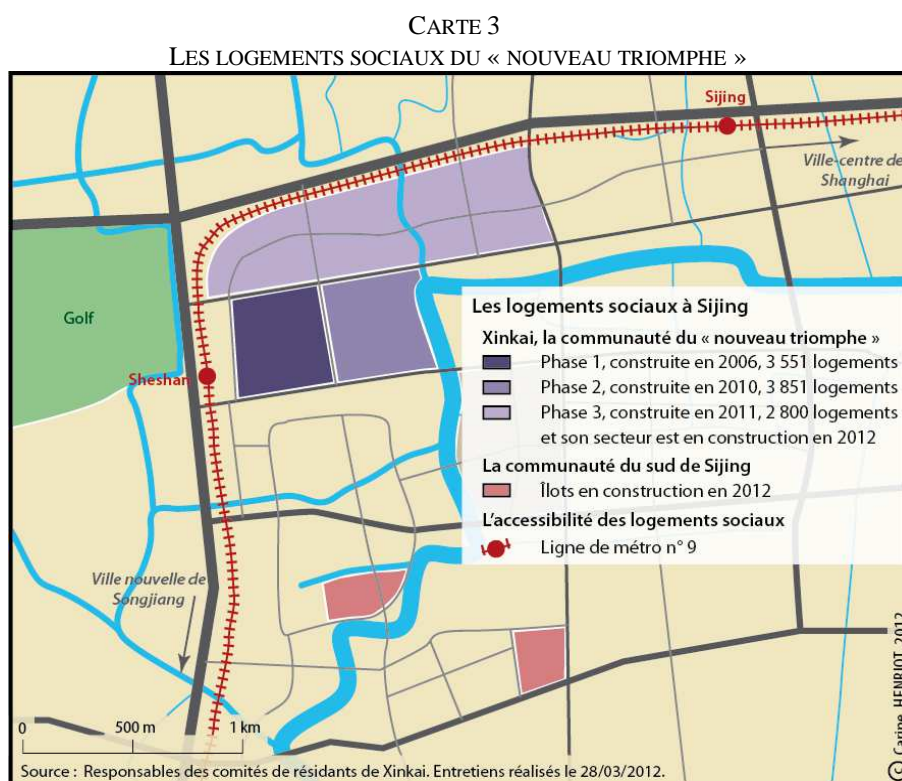 CARTE 3
LES LOGEMENTS SOCIAUX DU « NOUVEAU TRIOMPHE »
Sijing
Ville-centre de
Shanghai
Golf
Sheshan
Les logements sociaux à Sijing
Xinkai, la communauté du « nouveau triomphe »
Phase 1, construite en 2006, 3 551 logements
Phase 2, construite en 2010, 3 851 logements
Phase 3, construite en 2011, 2 800 logements
et son secteur est en construction en 2012
La communauté du sud de Sijing
Îlots en construction en 2012
L'accessibilité des logements sociaux
Ligne de métro n° 9
Ville nouvelle de
Songjiang
0 500 m 1 km
Source : Responsables des comités de résidants de Xinkai. Entretiens réalisés le 28/03/2012.
© Carine HENRIOT 2012